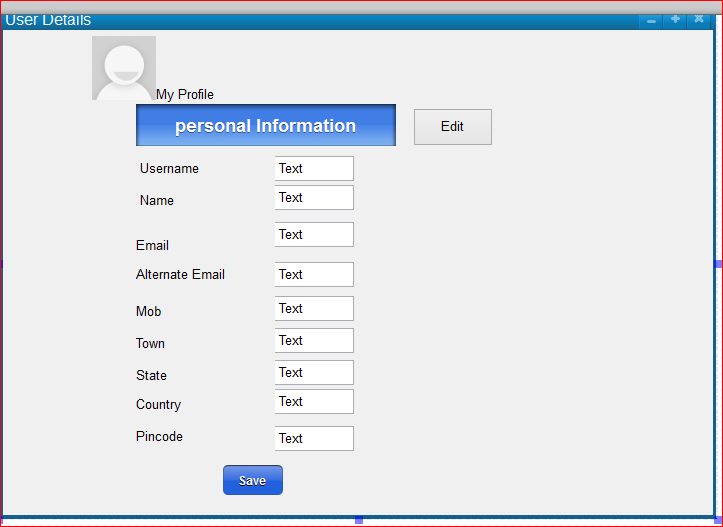 User Details
My Profile
personal Information
Edit
Username Text
Name Text
Email Text
Alternate Email Text
Mob Text
Town Text
State Text
Country Text
Pincode Text
Save